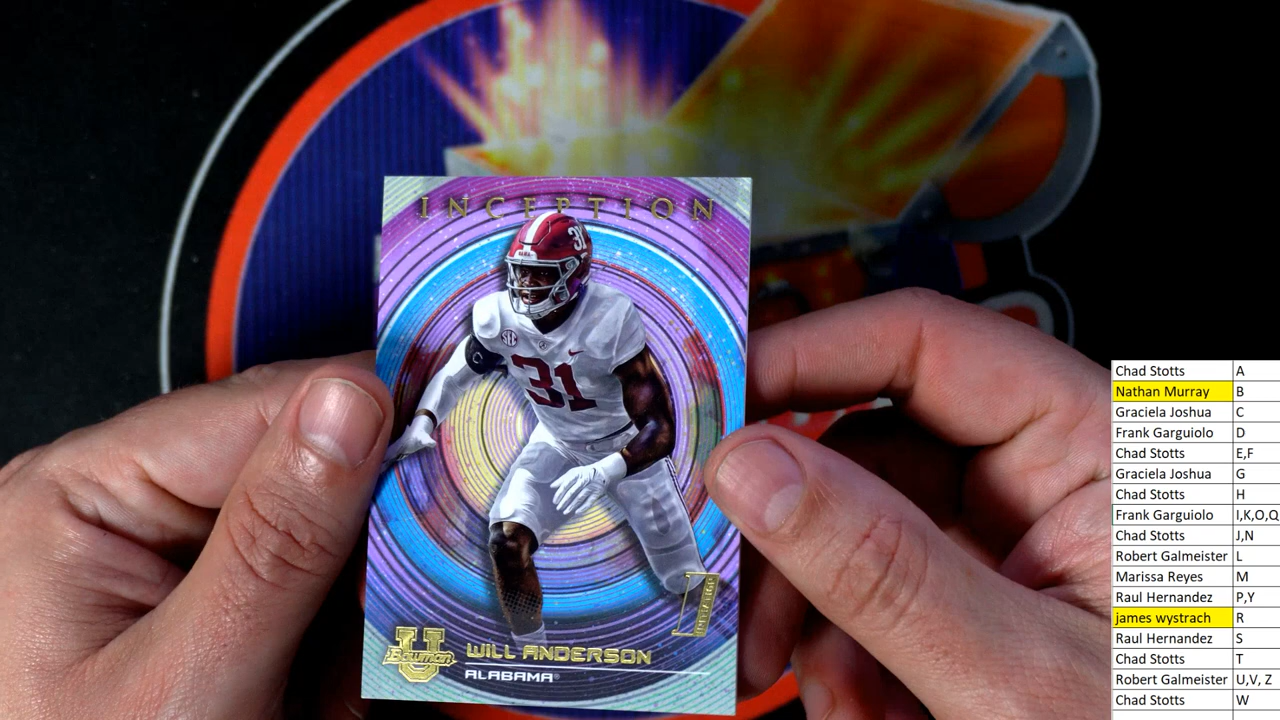 INCEPTION
31
SEC
31
U
Bowman
WILL ANDERSON
ALABAMA
Chad Stotts A
Nathan Murray B
Graciela Joshua C
Frank Garguiolo D
Chad Stotts E,F
Graciela Joshua G
Chad Stotts H
Frank Garguiolo I,K,O,Q
Chad Stotts J,N
Robert Galmeister L
Marissa Reyes M
Raul Hernandez P,Y
james wystrach R
Raul Hernandez S
Chad Stotts T
Robert Galmeister U,V, Z
Chad Stotts W